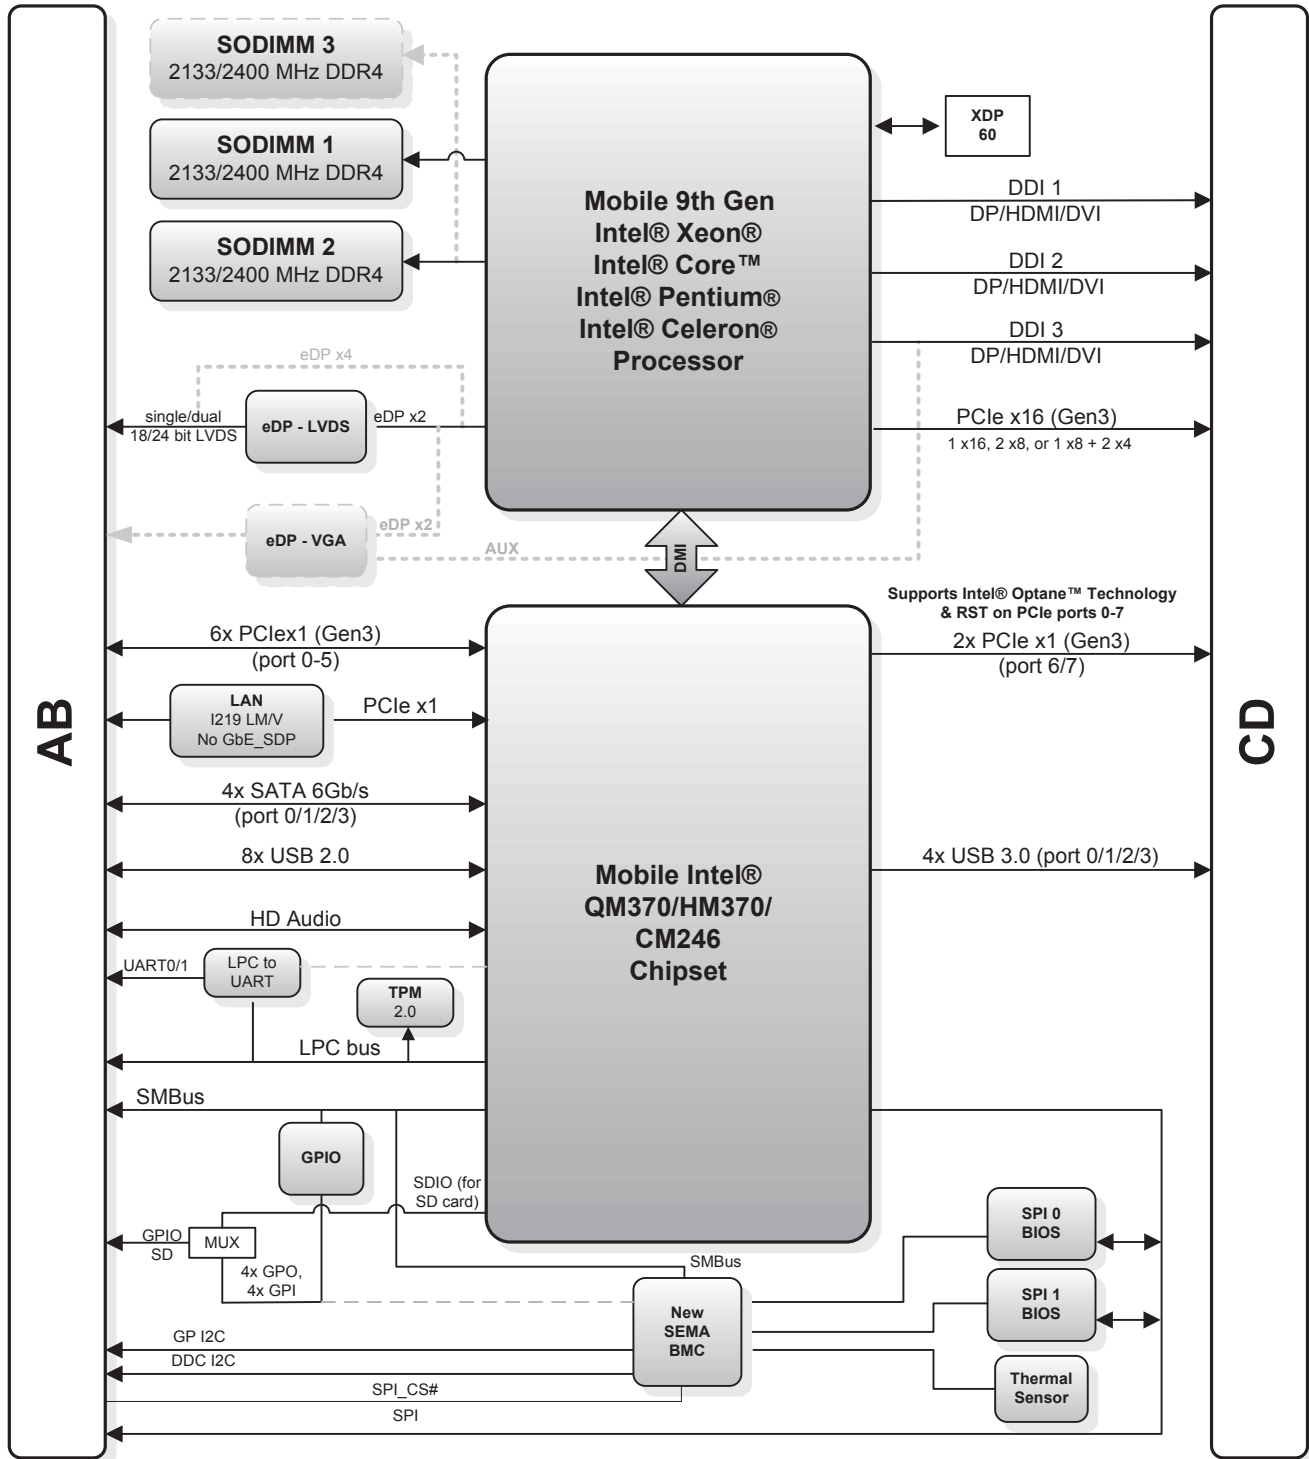 AB
CD
SODIMM 3
2133/2400 MHz DDR4
SODIMM 1
2133/2400 MHz DDR4
SODIMM 2
2133/2400 MHz DDR4
Mobile 9th Gen
Intel® Xeon®
Intel® Core™
Intel® Pentium®
Intel® Celeron®
Processor
XDP
60
DDI 1
DP/HDMI/DVI
DDI 2
DP/HDMI/DVI
DDI 3
DP/HDMI/DVI
PCIe x16 (Gen3)
1 x16, 2 x8, or 1 x8 + 2 x4
eDP x4
single/dual
18/24 bit LVDS
eDP - LVDS
eDP x2
eDP - VGA
eDP x2
AUX
DMI
Supports Intel® Optane™ Technology
& RST on PCIe ports 0-7
2x PCIe x1 (Gen3)
(port 6/7)
6x PCIex1 (Gen3)
(port 0-5)
LAN
I219 LM/V
No GbE_SDP
PCIe x1
4x SATA 6Gb/s
(port 0/1/2/3)
8x USB 2.0
4x USB 3.0 (port 0/1/2/3)
Mobile Intel®
QM370/HM370/
CM246
Chipset
HD Audio
UART0/1
LPC to
UART
TPM
2.0
LPC bus
SMBus
GPIO
SDIO (for
SD card)
GPIO
SD
MUX
4x GPO,
4x GPI
SMBus
New
SEMA
BMC
SPI 0
BIOS
SPI 1
BIOS
Thermal
Sensor
GP I2C
DDC I2C
SPI_CS#
SPI